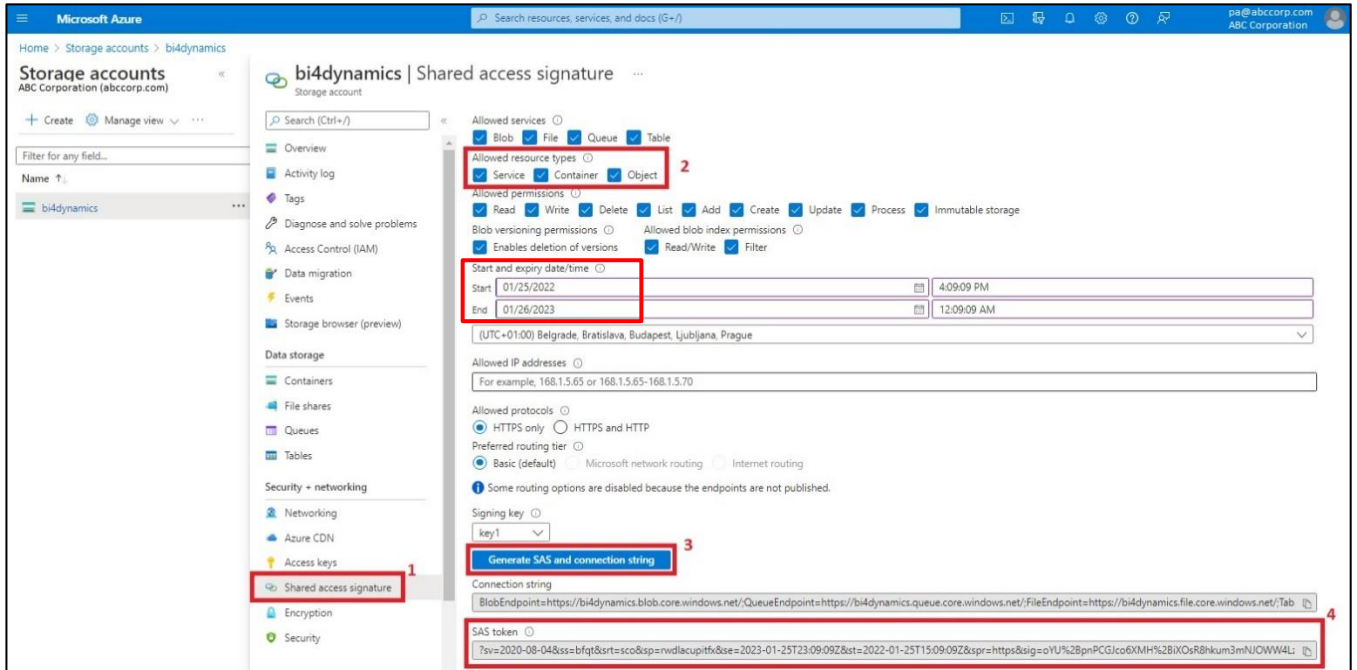 Microsoft Azure
Search resources, services, and docs (G+/)
pa@abccorp.com
ABC Corporation
Home > Storage accounts > bi4dynamics
Storage accounts
ABC Corporation (abccorp.com)
+ Create Manage view ...
Filter for any field...
Name ↑↓
bi4dynamics ...
bi4dynamics | Shared access signature ...
Storage account
Search (Ctrl+/)
Overview
Activity log
Tags
Diagnose and solve problems
Access Control (IAM)
Data migration
Events
Storage browser (preview)
Data storage
Containers
File shares
Queues
Tables
Security + networking
Networking
Azure CDN
Access keys
1
Shared access signature
Encryption
Security
Allowed services
Blob File Queue Table
Allowed resource types
2
Service Container Object
Allowed permissions
Read Write Delete List Add Create Update Process Immutable storage
Blob versioning permissions Allowed blob index permissions
Enables deletion of versions Read/Write Filter
Start and expiry date/time
Start 01/25/2022 4:09:09 PM
End 01/26/2023 12:09:09 AM
(UTC+01:00) Belgrade, Bratislava, Budapest, Ljubljana, Prague
Allowed IP addresses
For example, 168.1.5.65 or 168.1.5.65-168.1.5.70
Allowed protocols
HTTPS only HTTPS and HTTP
Preferred routing tier
Basic (default) Microsoft network routing Internet routing
Some routing options are disabled because the endpoints are not published.
Signing key
key1
3
Generate SAS and connection string
Connection string
BlobEndpoint=https://bi4dynamics.blob.core.windows.net/;QueueEndpoint=https://bi4dynamics.queue.core.windows.net/;FileEndpoint=https://bi4dynamics.file.core.windows.net/;Tab
4
SAS token
?sv=2020-08-04&ss=bfqt&srt=sco&sp=rwdlacupitfx&se=2023-01-25T23:09:09Z&st=2022-01-25T15:09:09Z&spr=https&sig=oYU%2BpnPCGJco6XMH%2BiXOsR8hkum3mNJOWW4L: